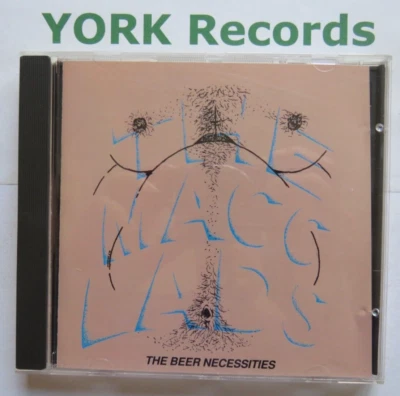 YORK Records
THE
MACC
LADS
THE BEER NECESSITIES